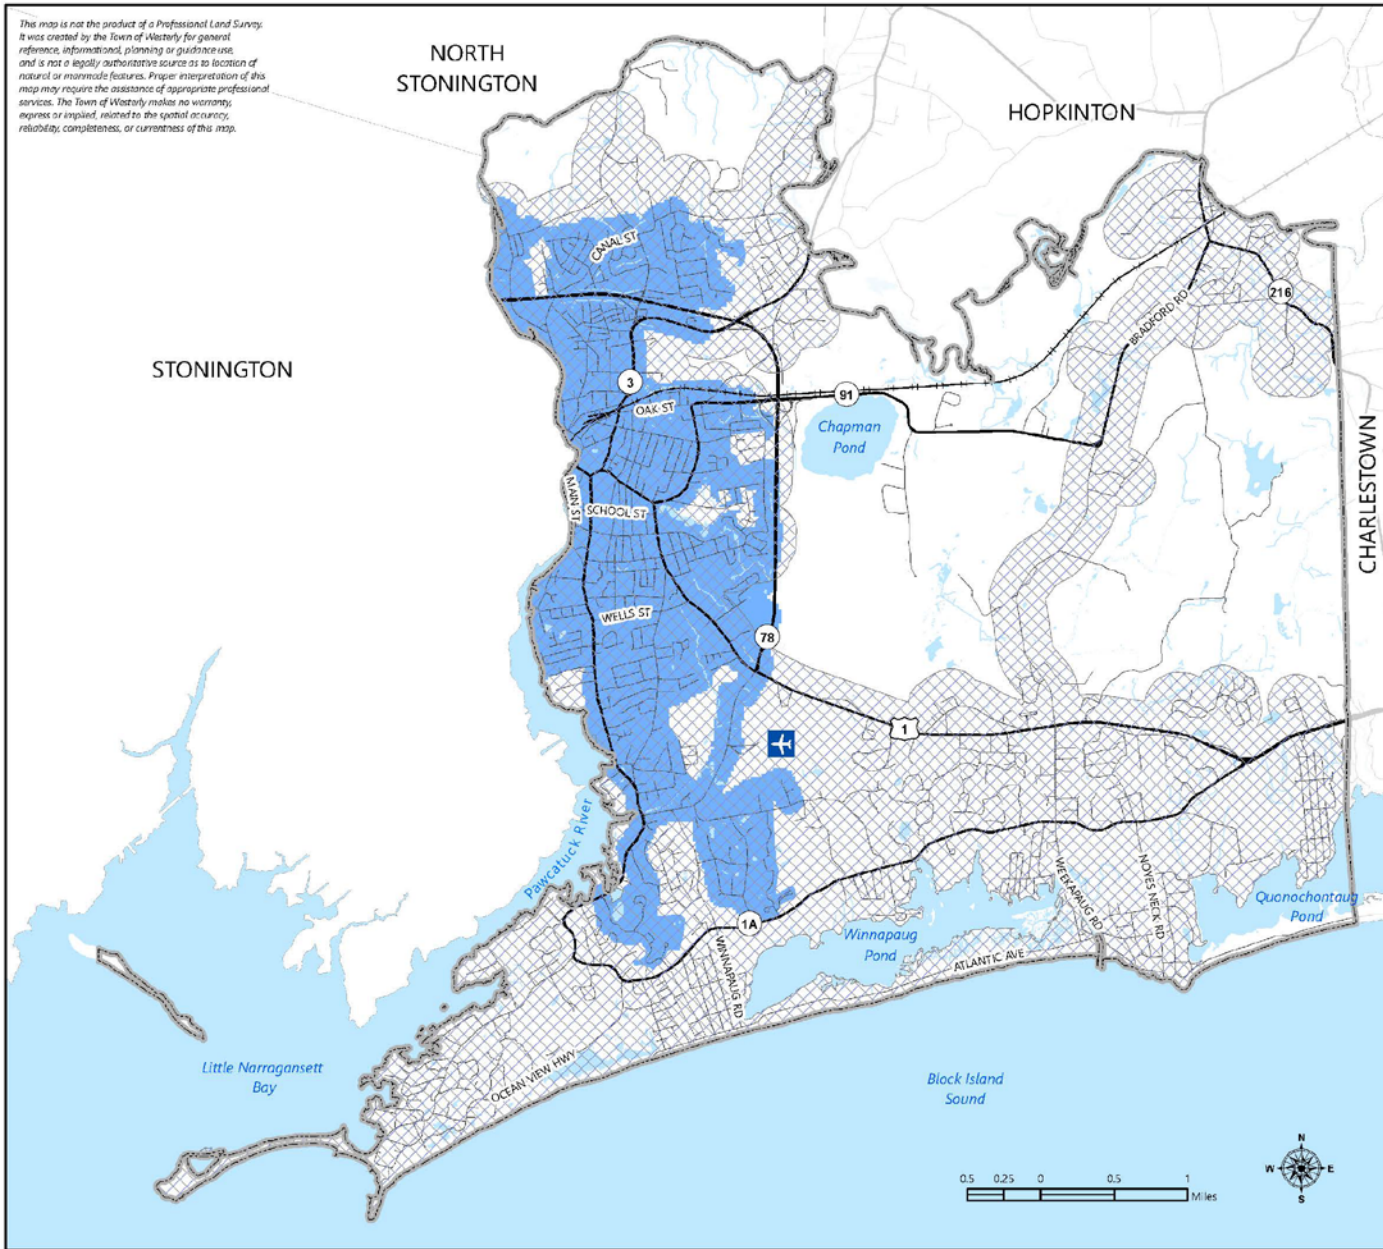 This map is not the product of a Professional Land Survey.
It was created by the Town of Westerly for general
reference, informational, planning or guidance use,
and is not a legally authoritative source as to location of
natural or manmade features. Proper interpretation of this
map may require the assistance of appropriate professional
services. The Town of Westerly makes no warranty,
express or implied, related to the spatial accuracy,
reliability, completeness, or currentness of this map.
NORTH
STONINGTON
HOPKINTON
CANAL ST
216
BRADFORD RD
STONINGTON
3
91
OAK ST
Chapman
Pond
CHARLESTOWN
MAIN ST
SCHOOL ST
WELLS ST
78
1
Pawcatuck River
WEEKAPAUG RD
NOYES NECK RD
Quonochontaug
Pond
1A
Winnapaug
Pond
WINNAPAUG RD
ATLANTIC AVE
Little Narragansett
Bay
OCEAN VIEW HWY
Block Island
Sound
N
W
E
S
0.5 0.25 0 0.5 1
Miles